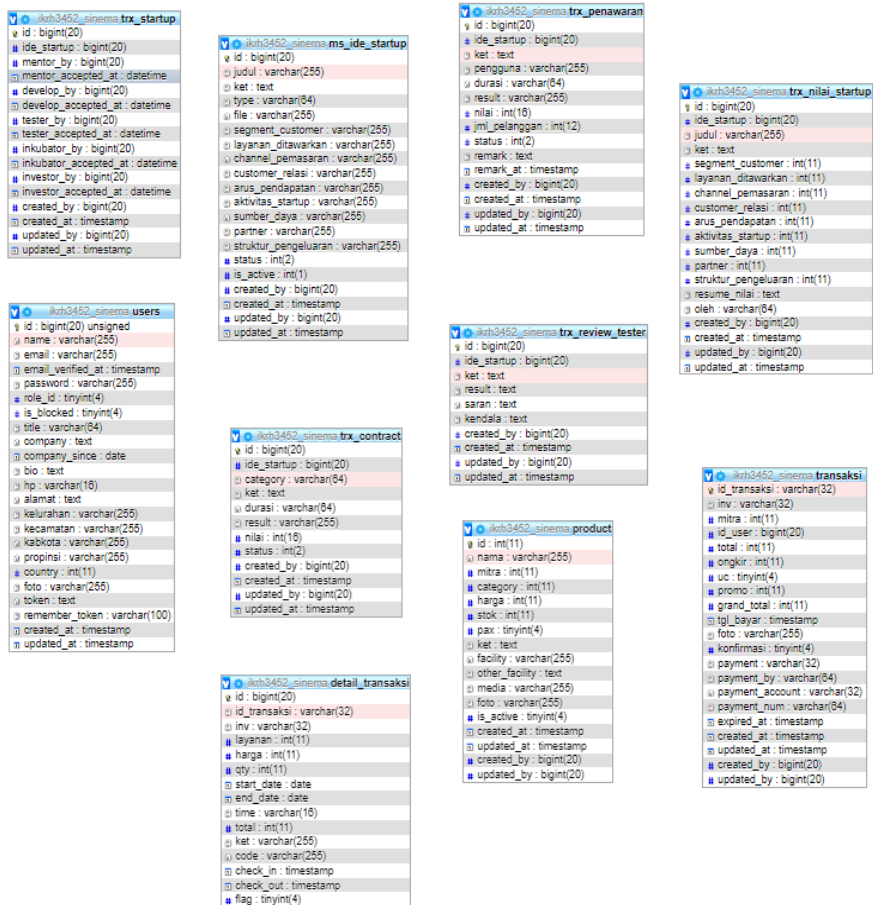 ikrh3452_sinema trx_startup
id : bigint(20)
ide_startup : bigint(20)
mentor_by : bigint(20)
mentor_accepted_at : datetime
develop_by : bigint(20)
develop_accepted_at : datetime
tester_by : bigint(20)
tester_accepted_at : datetime
inkubator_by : bigint(20)
inkubator_accepted_at : datetime
investor_by : bigint(20)
investor_accepted_at : datetime
created_by : bigint(20)
created_at : timestamp
updated_by : bigint(20)
updated_at : timestamp
ikrh3452_sinema ms_ide_startup
id : bigint(20)
judul : varchar(255)
ket : text
type : varchar(64)
file : varchar(255)
segment_customer : varchar(255)
layanan_ditawarkan : varchar(255)
channel_pemasaran : varchar(255)
customer_relasi : varchar(255)
arus_pendapatan : varchar(255)
aktivitas_startup : varchar(255)
sumber_daya : varchar(255)
partner : varchar(255)
struktur_pengeluaran : varchar(255)
status : int(2)
is_active : int(1)
created_by : bigint(20)
created_at : timestamp
updated_by : bigint(20)
updated_at : timestamp
ikrh3452_sinema trx_penawaran
id : bigint(20)
ide_startup : bigint(20)
ket : text
pengguna : varchar(255)
durasi : varchar(64)
result : varchar(255)
nilai : int(16)
jml_pelanggan : int(12)
status : int(2)
remark : text
remark_at : timestamp
created_by : bigint(20)
created_at : timestamp
updated_by : bigint(20)
updated_at : timestamp
ikrh3452_sinema trx_nilai_startup
id : bigint(20)
ide_startup : bigint(20)
judul : varchar(255)
ket : text
segment_customer : int(11)
layanan_ditawarkan : int(11)
channel_pemasaran : int(11)
customer_relasi : int(11)
arus_pendapatan : int(11)
aktivitas_startup : int(11)
sumber_daya : int(11)
partner : int(11)
struktur_pengeluaran : int(11)
resume_nilai : text
oleh : varchar(64)
created_by : bigint(20)
created_at : timestamp
updated_by : bigint(20)
updated_at : timestamp
ikrh3452_sinema users
id : bigint(20) unsigned
name : varchar(255)
email : varchar(255)
email_verified_at : timestamp
password : varchar(255)
role_id : tinyint(4)
is_blocked : tinyint(4)
title : varchar(64)
company : text
company_since : date
bio : text
hp : varchar(16)
alamat : text
kelurahan : varchar(255)
kecamatan : varchar(255)
kabkota : varchar(255)
propinsi : varchar(255)
country : int(11)
foto : varchar(255)
token : text
remember_token : varchar(100)
created_at : timestamp
updated_at : timestamp
ikrh3452_sinema trx_review_tester
id : bigint(20)
ide_startup : bigint(20)
ket : text
result : text
saran : text
kendala : text
created_by : bigint(20)
created_at : timestamp
updated_by : bigint(20)
updated_at : timestamp
ikrh3452_sinema trx_contract
id : bigint(20)
ide_startup : bigint(20)
category : varchar(64)
ket : text
durasi : varchar(64)
result : varchar(255)
nilai : int(16)
status : int(2)
created_by : bigint(20)
created_at : timestamp
updated_by : bigint(20)
updated_at : timestamp
ikrh3452_sinema transaksi
id_transaksi : varchar(32)
inv : varchar(32)
mitra : int(11)
id_user : bigint(20)
total : int(11)
ongkir : int(11)
uc : tinyint(4)
promo : int(11)
grand_total : int(11)
tgl_bayar : timestamp
foto : varchar(255)
konfirmasi : tinyint(4)
payment : varchar(32)
payment_by : varchar(64)
payment_account : varchar(32)
payment_num : varchar(64)
expired_at : timestamp
created_at : timestamp
updated_at : timestamp
created_by : bigint(20)
updated_by : bigint(20)
ikrh3452_sinema product
id : int(11)
nama : varchar(255)
mitra : int(11)
category : int(11)
harga : int(11)
stok : int(11)
pax : tinyint(4)
ket : text
facility : varchar(255)
other_facility : text
media : varchar(255)
foto : varchar(255)
is_active : tinyint(4)
created_at : timestamp
updated_at : timestamp
created_by : bigint(20)
updated_by : bigint(20)
ikrh3452_sinema detail_transaksi
id : bigint(20)
id_transaksi : varchar(32)
inv : varchar(32)
layanan : int(11)
harga : int(11)
qty : int(11)
start_date : date
end_date : date
time : varchar(16)
total : int(11)
ket : varchar(255)
code : varchar(255)
check_in : timestamp
check_out : timestamp
flag : tinyint(4)